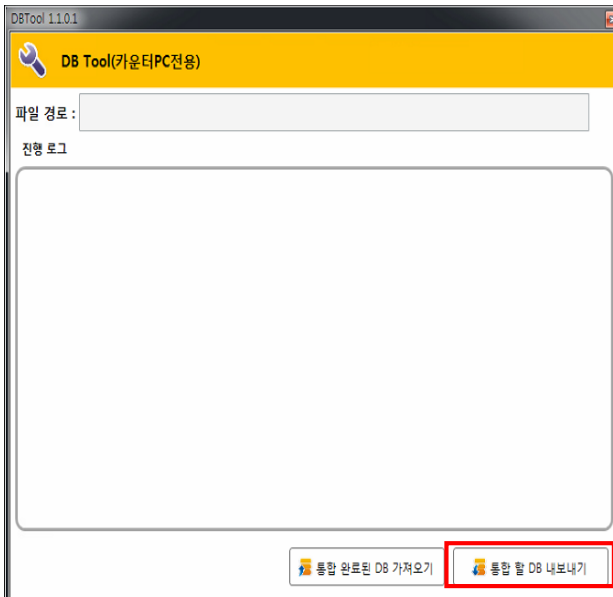 DBTool 1.1.0.1
DB Tool(카운터PC전용)
파일 경로 :
진행 로그
통합 완료된 DB 가져오기
통합 할 DB 내보내기